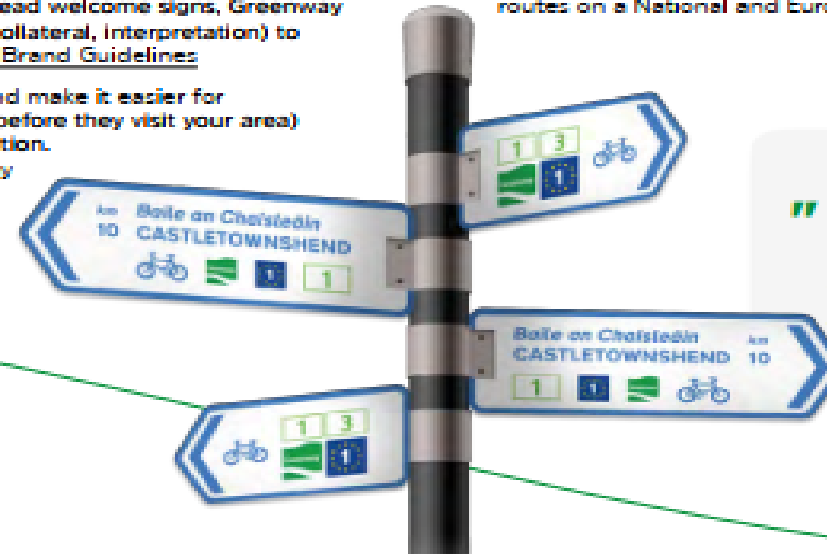 ead welcome signs, Greenway
ollateral, interpretation) to
Brand Guidelines
nd make it easier for
before they visit your area)
tion.
y
routes on a National and Euro
"
1 3
1
km
10
Baile an Chaisleáin
CASTLETOWNSHEND
1 1
Baile an Chaisleáin
CASTLETOWNSHEND
km
10
1 1
1 3
1